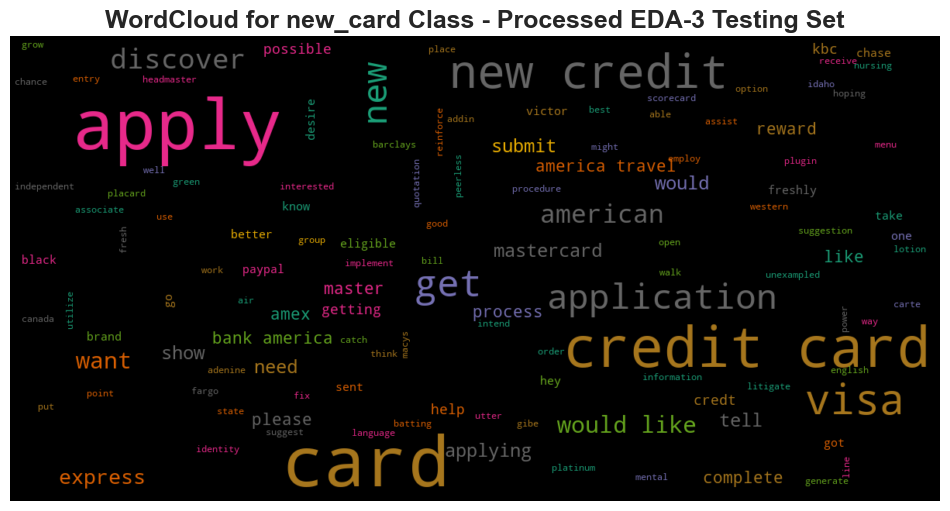 WordCloud for new_card Class - Processed EDA-3 Testing Set
grow
discover
possible
place
kbc
chase
receive
nursing
chance
entry
headmaster
new
new credit
option
idaho
hoping
apply
desire
reinforce
addin
victor
best
scorecard
able
assist
reward
barclays
submit
might
menu
well
america travel
employ
plugin
independent
placard
green
interested
quotation
peerless
procedure
would
freshly
associate
use
know
good
american
western
take
fresh
better
group
eligible
mastercard
open
suggestion
one
lotion
black
work
paypal
implement
bill
walk
like
unexampled
canada
utilize
go
air
master
getting
get
application
carte
amex
process
intend
power
way
brand
bank america
catch
macys
credit card
want
show
think
order
english
adenine
need
hey
information
litigate
point
fargo
fix
sent
credt
visa
put
state
please
suggest
help
batting
utter
gibe
would like
tell
identity
language
card
applying
got
line
express
platinum
mental
complete
generate